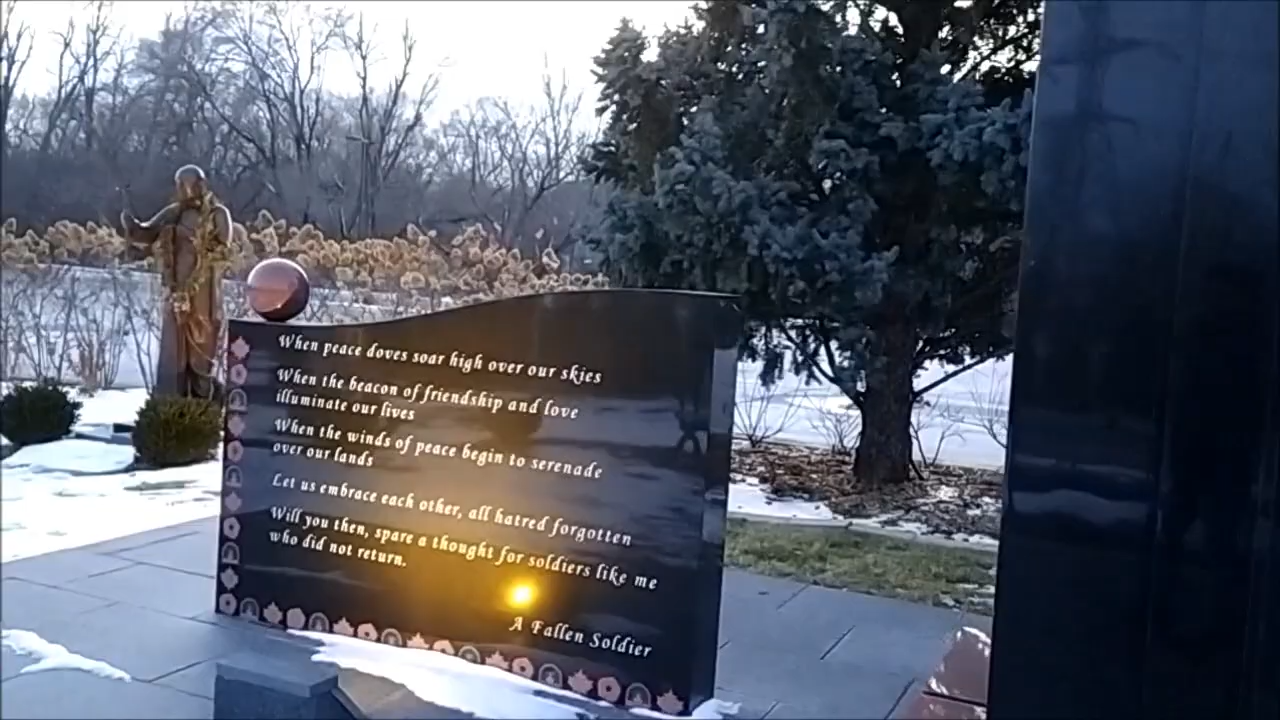 When peace doves soar high over our skies
When the beacon of friendship and love
illuminate our lives
When the winds of peace begin to serenade
over our lands
Let us embrace each other, all hatred forgotten
Will you then, spare a thought for soldiers like me
who did not return.
A Fallen Soldier